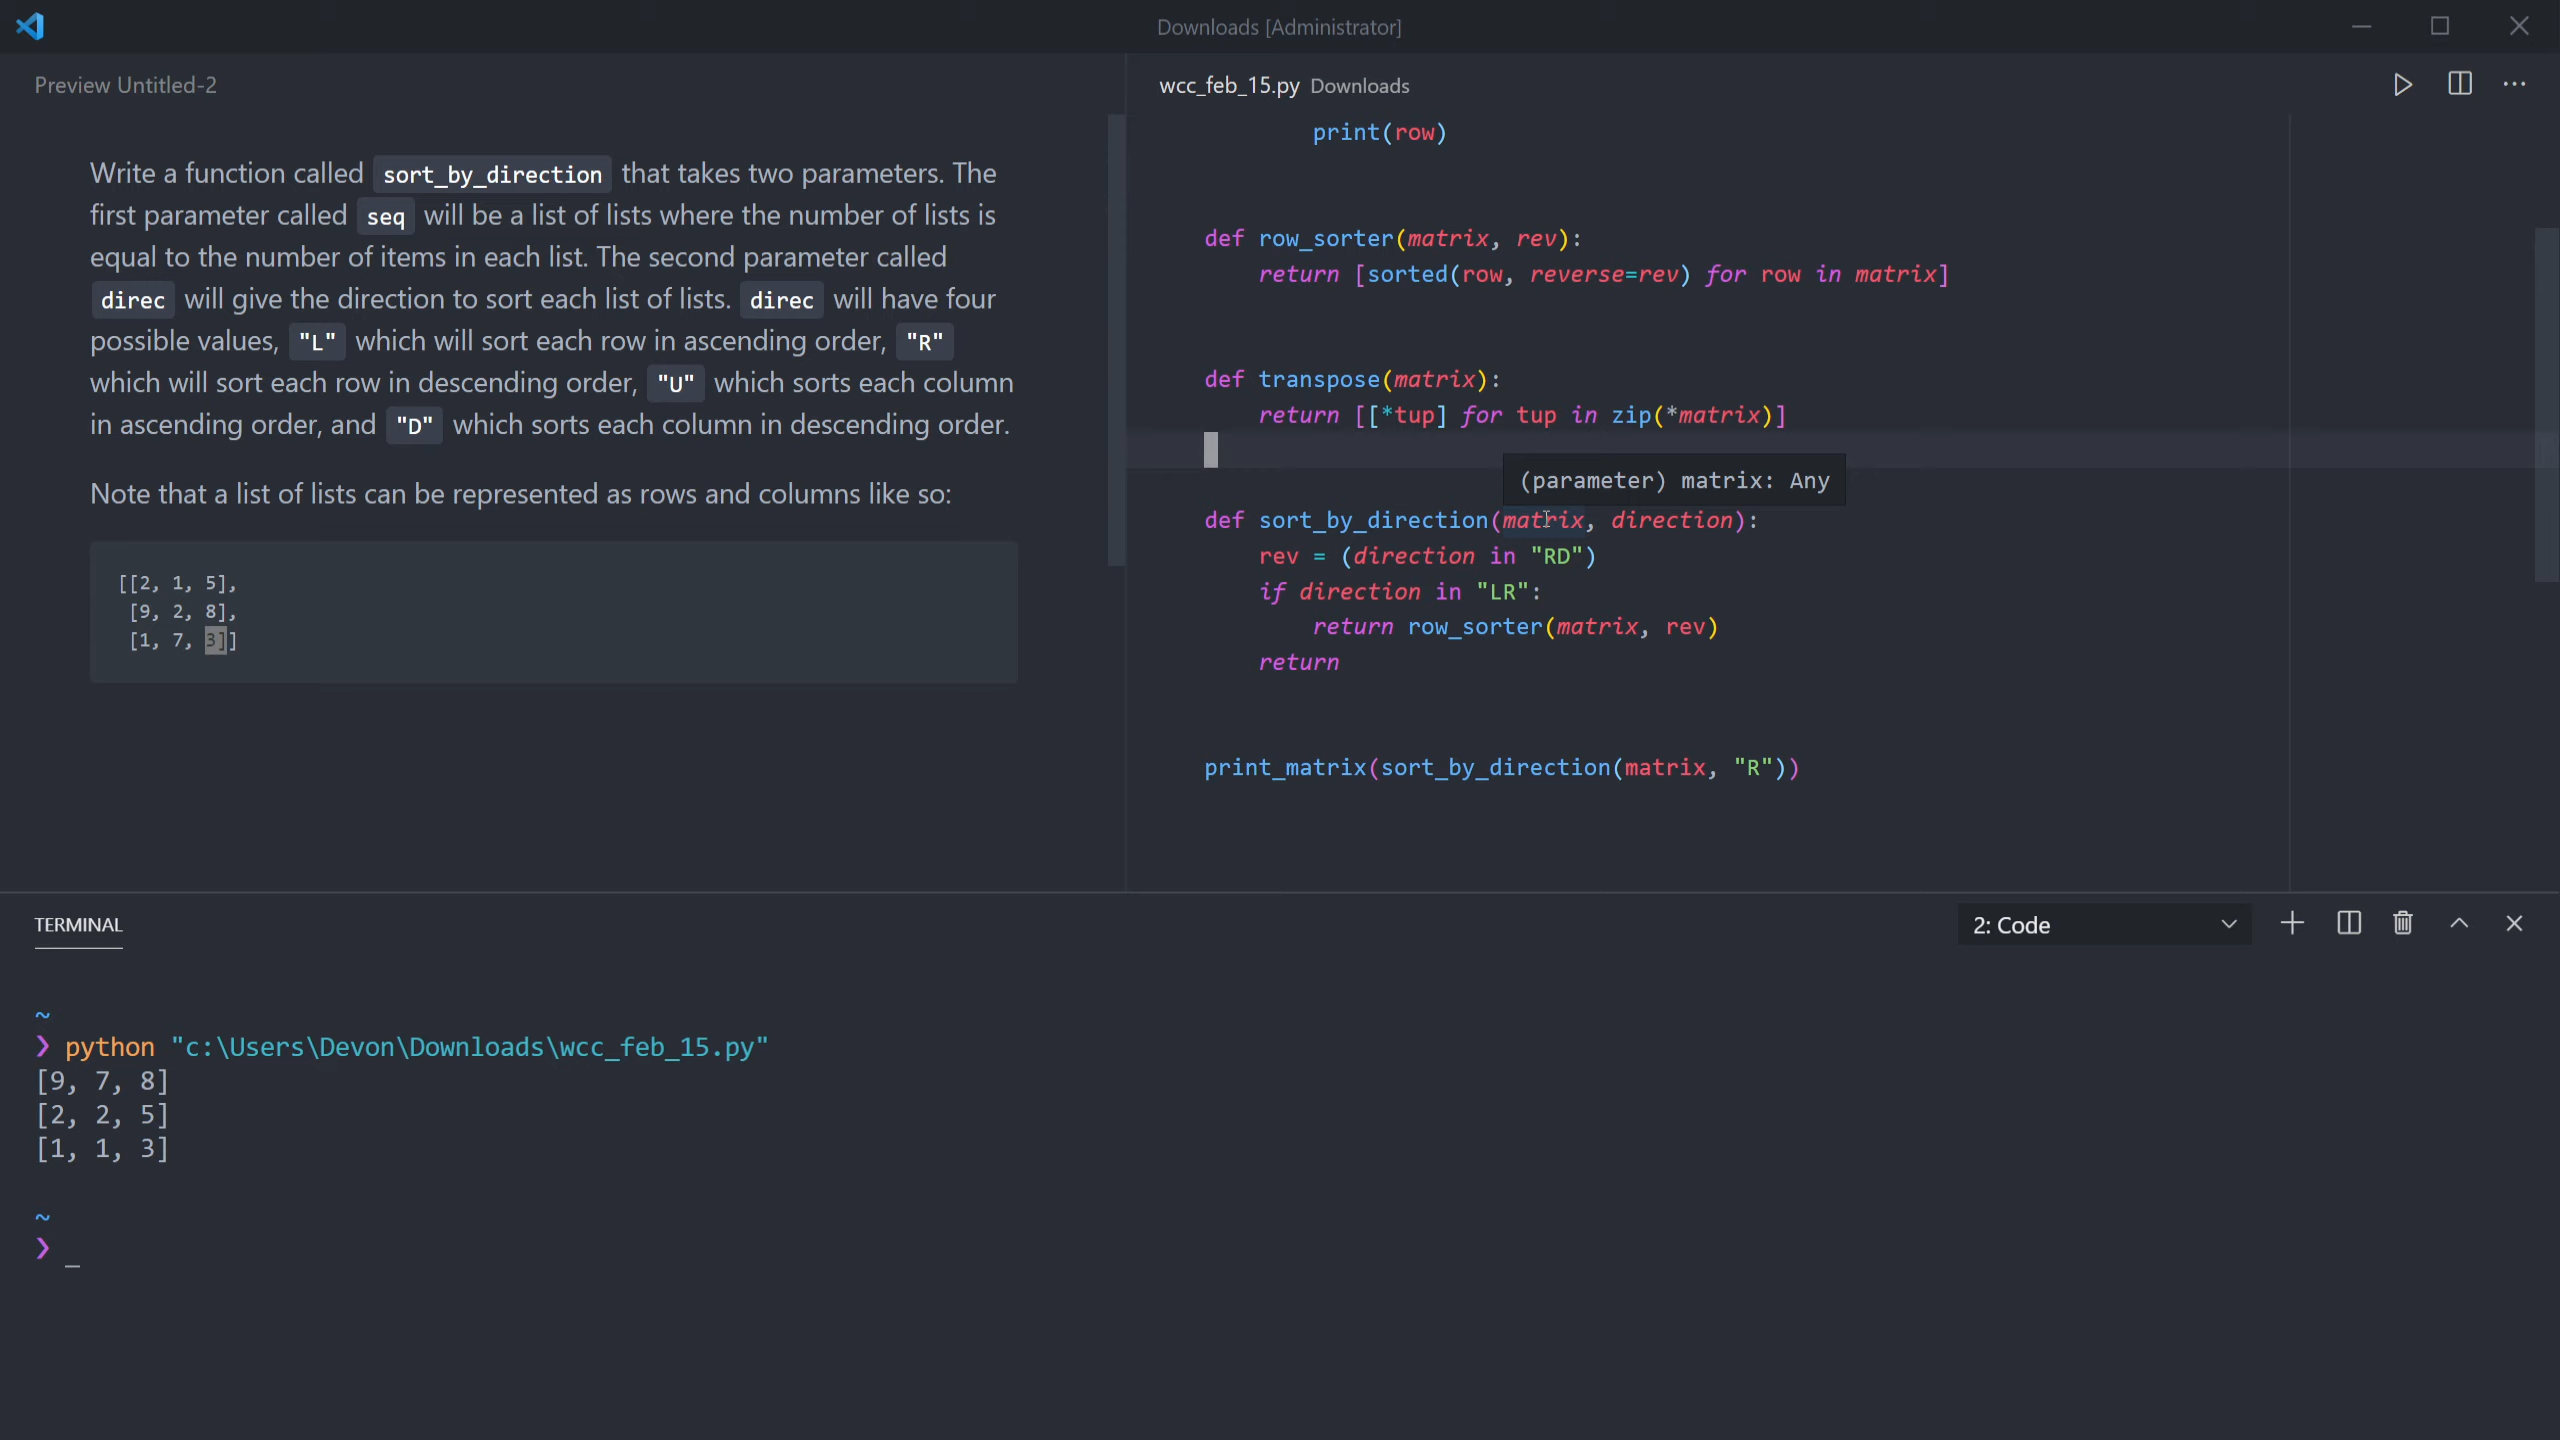 Downloads [Administrator]
Preview Untitled-2
Write a function called sort_by_direction that takes two parameters. The
first parameter called seq will be a list of lists where the number of lists is
equal to the number of items in each list. The second parameter called
direc will give the direction to sort each list of lists. direc will have four
possible values, "L" which will sort each row in ascending order, "R"
which will sort each row in descending order, "U" which sorts each column
in ascending order, and "D" which sorts each column in descending order.
Note that a list of lists can be represented as rows and columns like so:
[[2, 1, 5],
[9, 2, 8],
[1, 7, 3]]
wcc_feb_15.py Downloads
print(row)
def row_sorter(matrix, rev):
return [sorted(row, reverse=rev) for row in matrix]
def transpose(matrix):
return [[*tup] for tup in zip(*matrix)]
(parameter) matrix: Any
def sort_by_direction(matrix, direction):
rev = (direction in "RD")
if direction in "LR":
return row_sorter(matrix, rev)
return
print_matrix(sort_by_direction(matrix, "R"))
TERMINAL
2: Code
~
❯ python "c:\Users\Devon\Downloads\wcc_feb_15.py"
[9, 7, 8]
[2, 2, 5]
[1, 1, 3]
~
❯ _